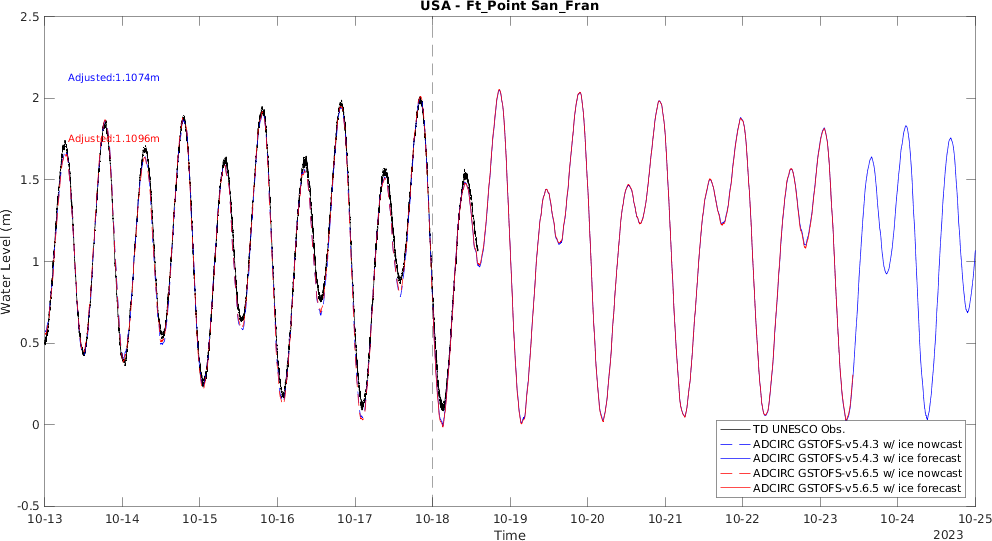 USA - Ft_Point San_Fran
2.5
2
1.5
1
0.5
0
-0.5
Water Level (m)
Adjusted:1.1074m
Adjusted:1.1096m
TD UNESCO Obs.
ADCIRC GSTOFS-v5.4.3 w/ ice nowcast
ADCIRC GSTOFS-v5.4.3 w/ ice forecast
ADCIRC GSTOFS-v5.6.5 w/ ice nowcast
ADCIRC GSTOFS-v5.6.5 w/ ice forecast
10-13 10-14 10-15 10-16 10-17 10-18 10-19 10-20 10-21 10-22 10-23 10-24 10-25
Time
2023